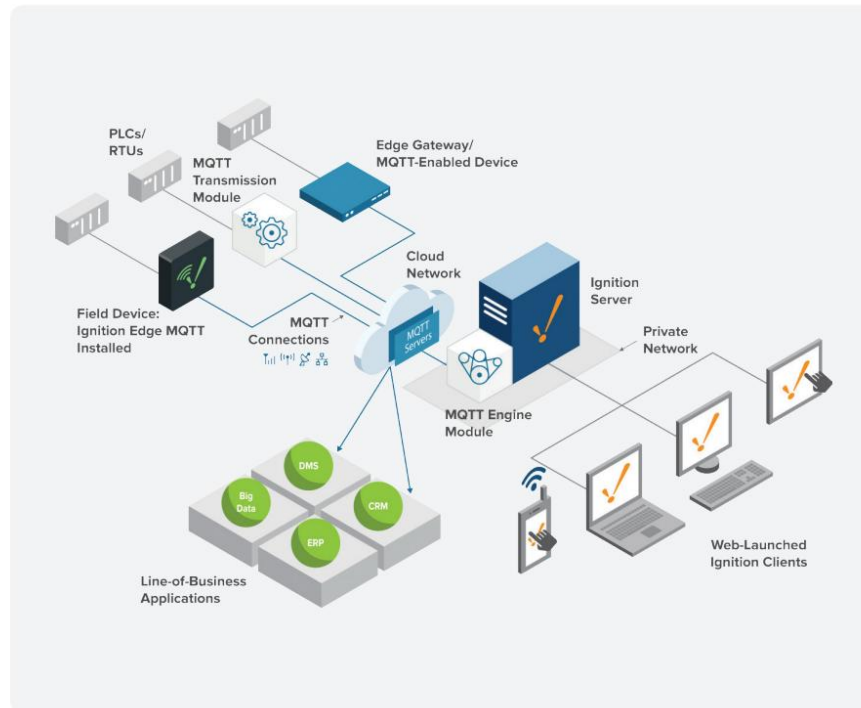 PLCs/
RTUs
MQTT
Transmission
Module
Edge Gateway/
MQTT-Enabled Device
Cloud
Network
Ignition
Server
Field Device:
Ignition Edge MQTT
Installed
MQTT
Connections
MQTT
Servers
Private
Network
MQTT Engine
Module
DMS
Big
Data
CRM
ERP
Line-of-Business
Applications
Web-Launched
Ignition Clients